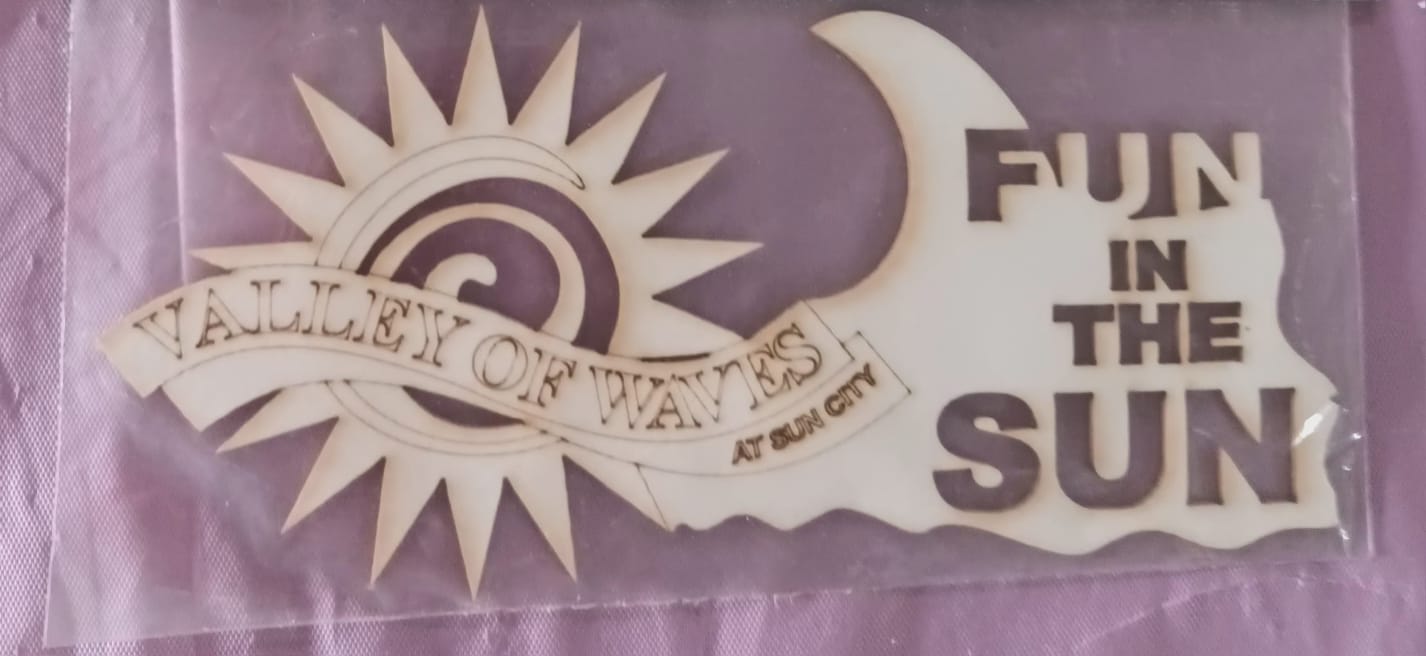 VALLEY OF WAVES
AT SUN CITY
FUN
IN
THE
SUN